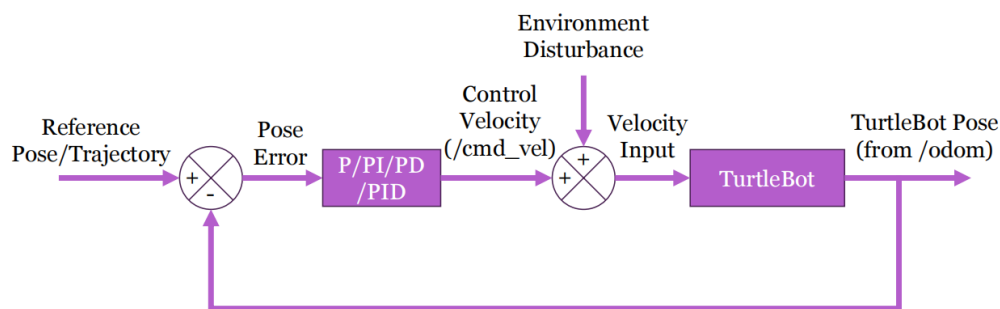 Environment
Disturbance
Reference
Pose/Trajectory
Pose
Error
Control
Velocity
(/cmd_vel)
Velocity
Input
TurtleBot Pose
(from /odom)
+
-
P/PI/PD
/PID
+
+
TurtleBot